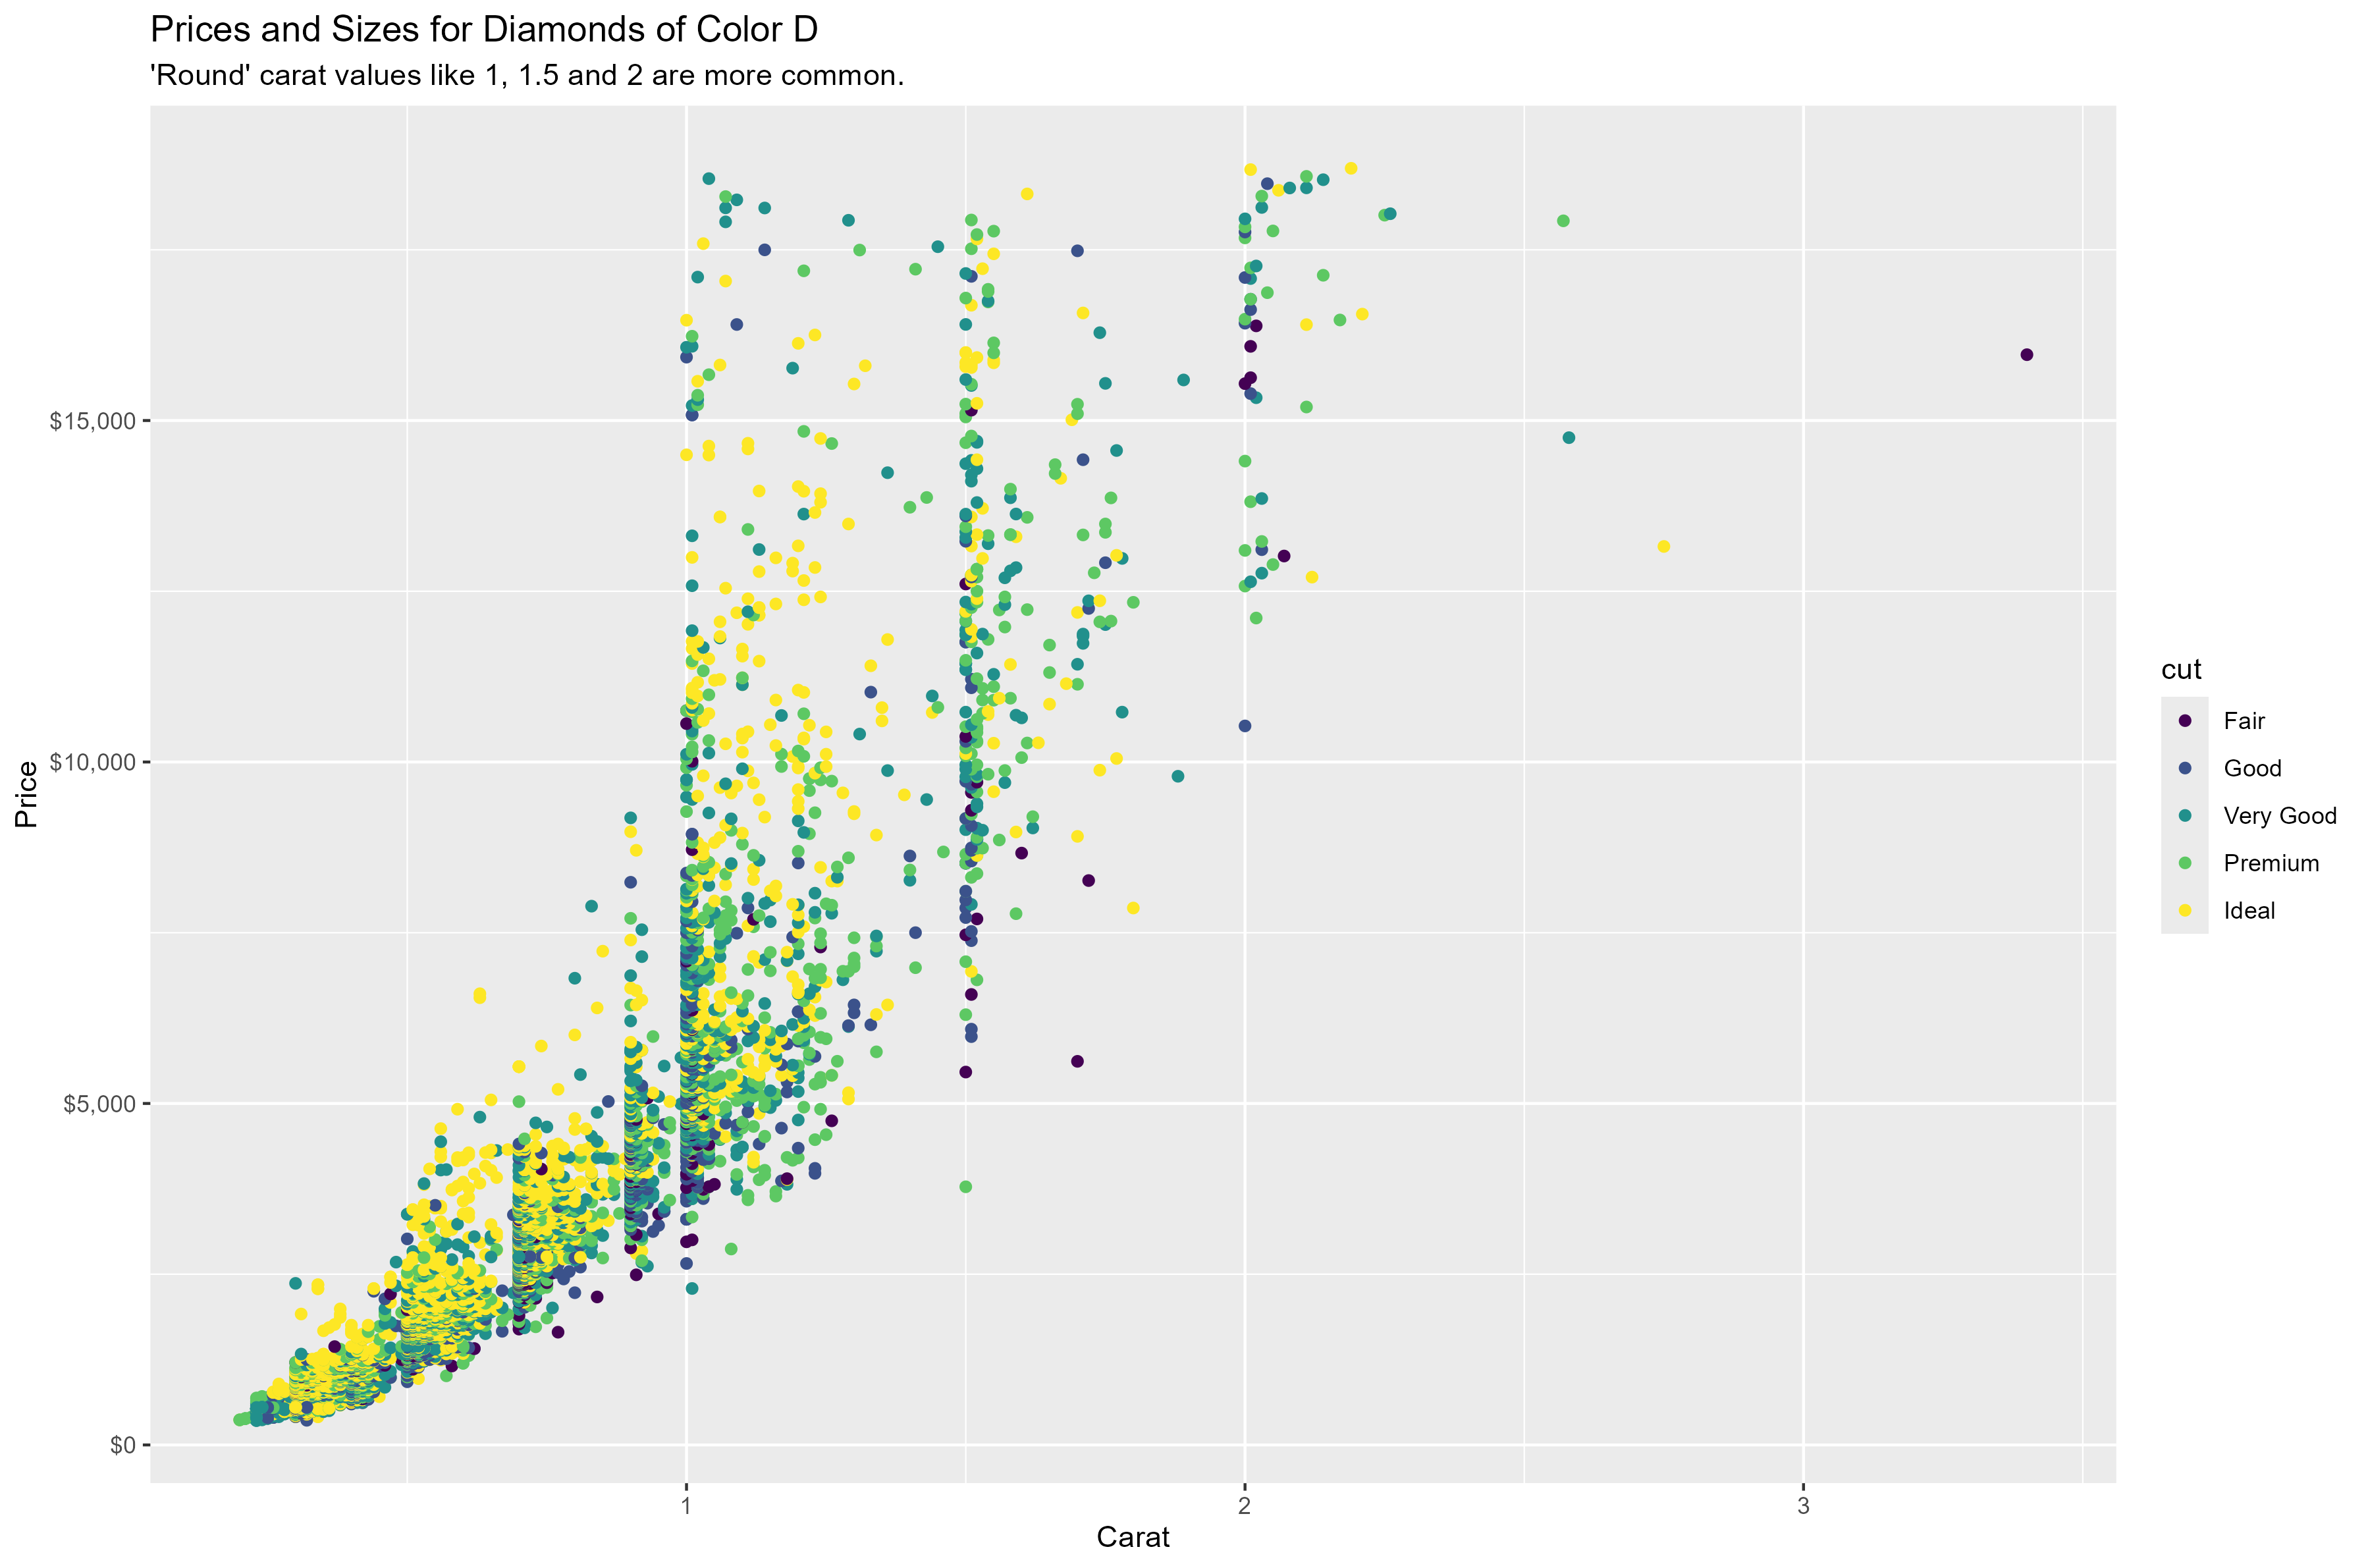 Prices and Sizes for Diamonds of Color D
'Round' carat values like 1, 1.5 and 2 are more common.
Price
$15,000
$10,000
$5,000
$0
1
2
3
Carat
cut
Fair
Good
Very Good
Premium
Ideal